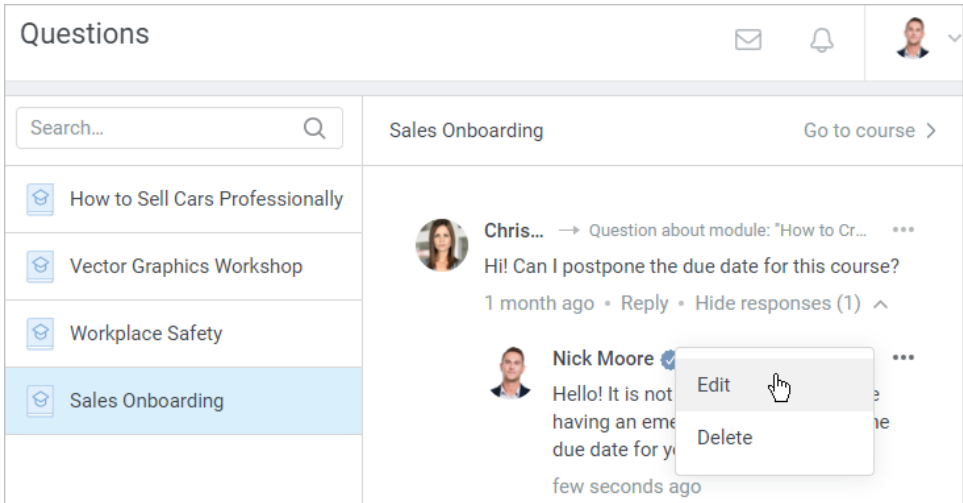 Questions
Search...
Sales Onboarding
Go to course
How to Sell Cars Professionally
Vector Graphics Workshop
Workplace Safety
Sales Onboarding
Chris... → Question about module: "How to Cr... •••
Hi! Can I postpone the due date for this course?
1 month ago • Reply • Hide responses (1)
Nick Moore •••
Hello! It is not
having an
due date for
few seconds ago
Edit
Delete